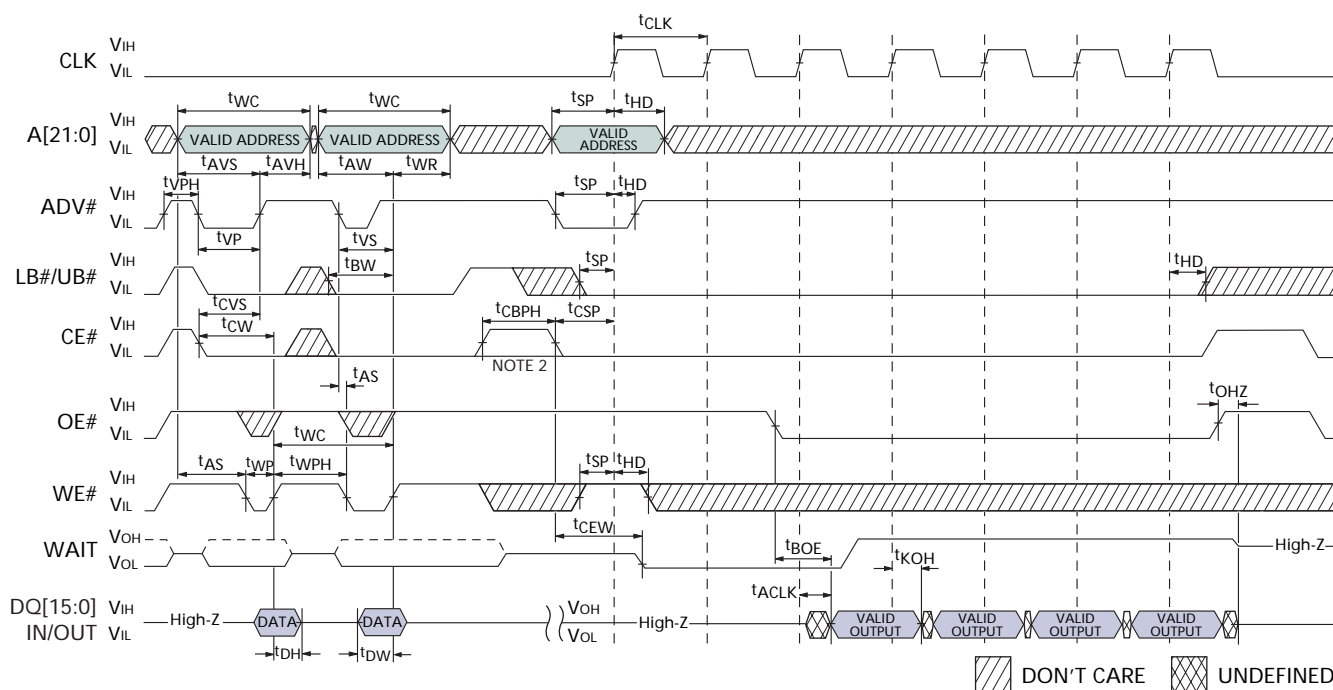 tCLK
CLK VIH
VIL
tWC tWC tSP tHD
A[21:0] VIH
VIL
VALID ADDRESS VALID ADDRESS VALID ADDRESS
tAVS tAVH tAW tWR
tVPH tSP tHD
ADV# VIH
VIL
tVP tVS
LB#/UB# VIH
VIL
tBW tSP tHD
tCVS
tCW tCBPH tCSP
CE# VIH
VIL
NOTE 2
tAS
OE# VIH
VIL
tOHZ
tWC
tAS tWP tWPH tSP tHD
WE# VIH
VIL
tCEW
WAIT VOH
VOL
tBOE tKOH High-Z
tACLK
DQ[15:0] VIH
IN/OUT VIL
High-Z DATA DATA VOH
VOL
High-Z VALID OUTPUT VALID OUTPUT VALID OUTPUT VALID OUTPUT
tDH tDW
DON'T CARE UNDEFINED